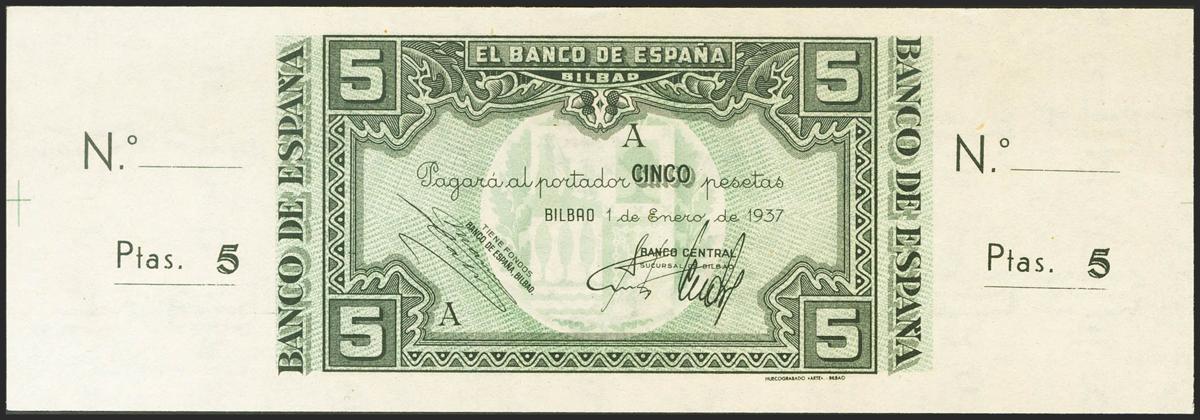 N.º
Ptas. 5
BANCO DE ESPAÑA
5
5
EL BANCO DE ESPAÑA
BILBAO
A
Pagará al portador CINCO pesetas
BILBAO 1 de Enero de 1937
TIENE FONDOS
BANCO DE ESPAÑA. BILBAO.
BANCO CENTRAL
SUCURSAL DE BILBAO
A
5
5
HUECOGRABADO «ARTE». BILBAO
BANCO DE ESPAÑA
N.º
Ptas. 5